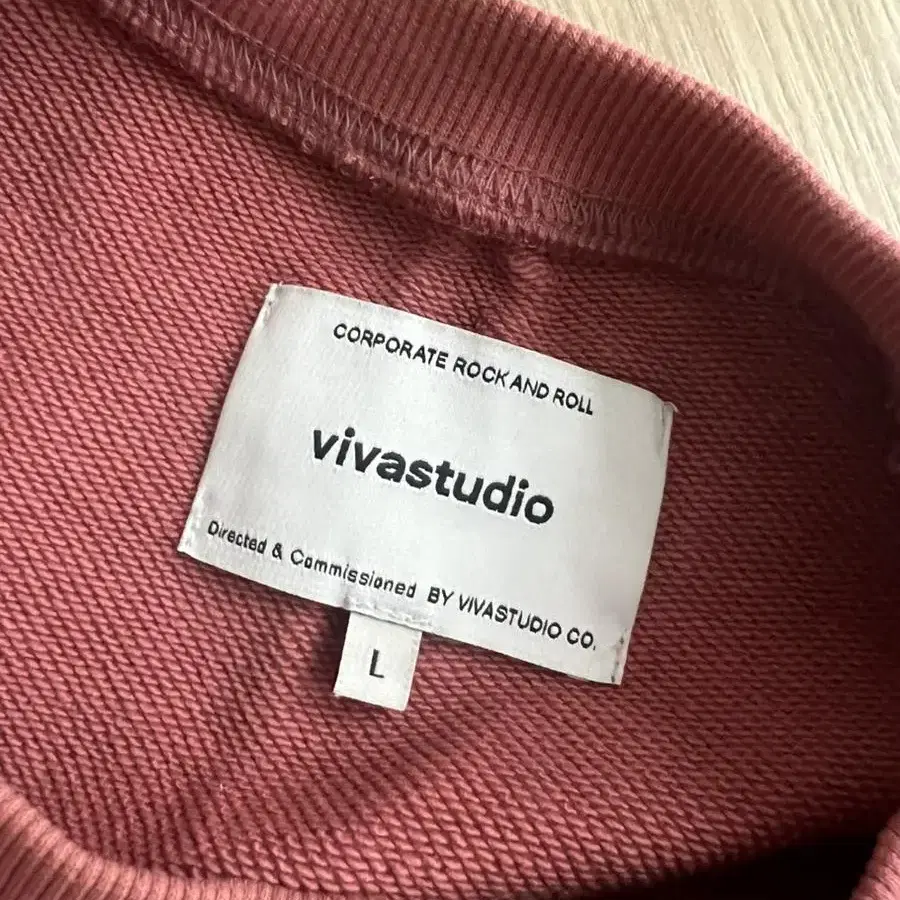 CORPORATE ROCK AND ROLL
vivastudio
Directed & Commissioned BY VIVASTUDIO CO.
L